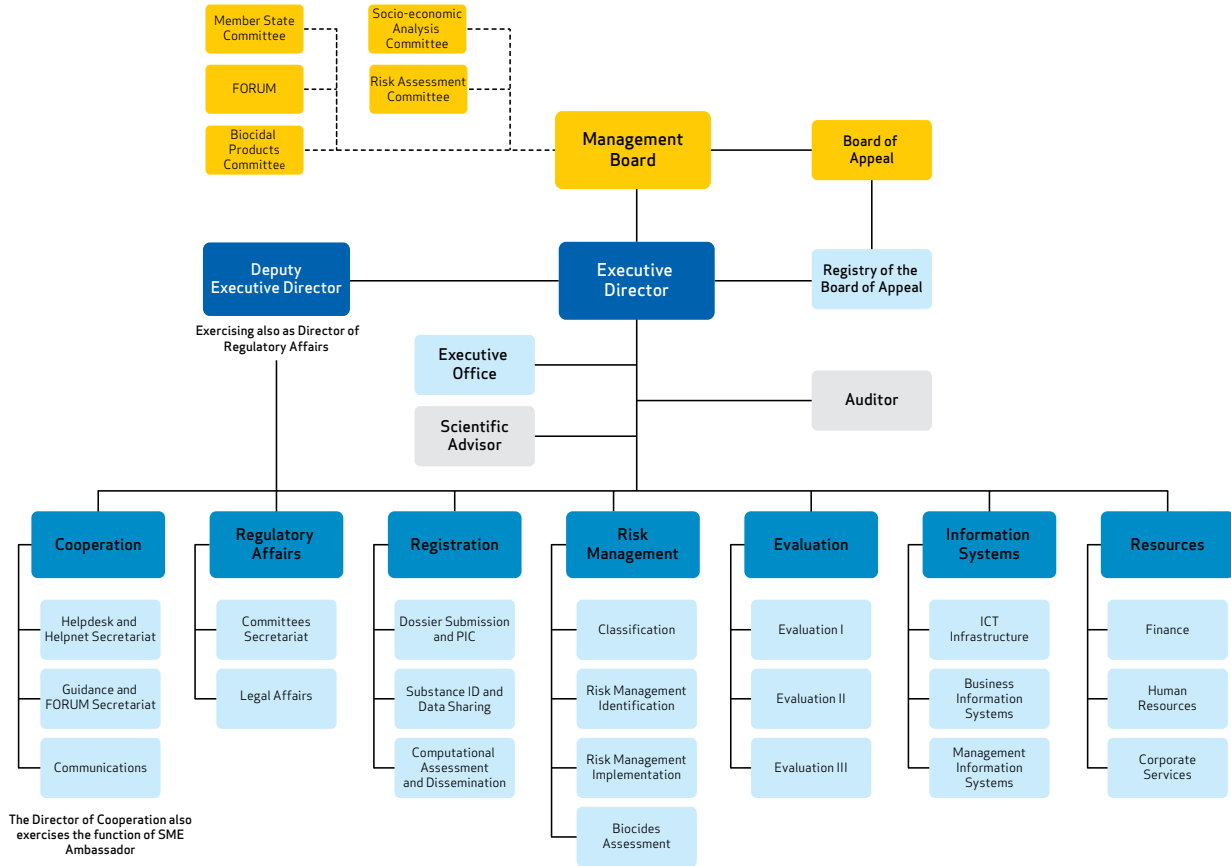 Member State
Committee
Socio-economic
Analysis
Committee
FORUM
Risk Assessment
Committee
Biocidal
Products
Committee
Management
Board
Board of
Appeal
Deputy
Executive Director
Executive
Director
Registry of the
Board of Appeal
Exercising also as Director of
Regulatory Affairs
Executive
Office
Auditor
Scientific
Advisor
Cooperation
Regulatory
Affairs
Registration
Risk
Management
Evaluation
Information
Systems
Resources
Helpdesk and
Helpnet Secretariat
Committees
Secretariat
Dossier Submission
and PIC
Classification
Evaluation I
ICT
Infrastructure
Finance
Guidance and
FORUM Secretariat
Legal Affairs
Substance ID and
Data Sharing
Risk Management
Identification
Evaluation II
Business
Information
Systems
Human
Resources
Communications
Computational
Assessment
and Dissemination
Risk Management
Implementation
Evaluation III
Management
Information
Systems
Corporate
Services
The Director of Cooperation also
exercises the function of SME
Ambassador
Biocides
Assessment